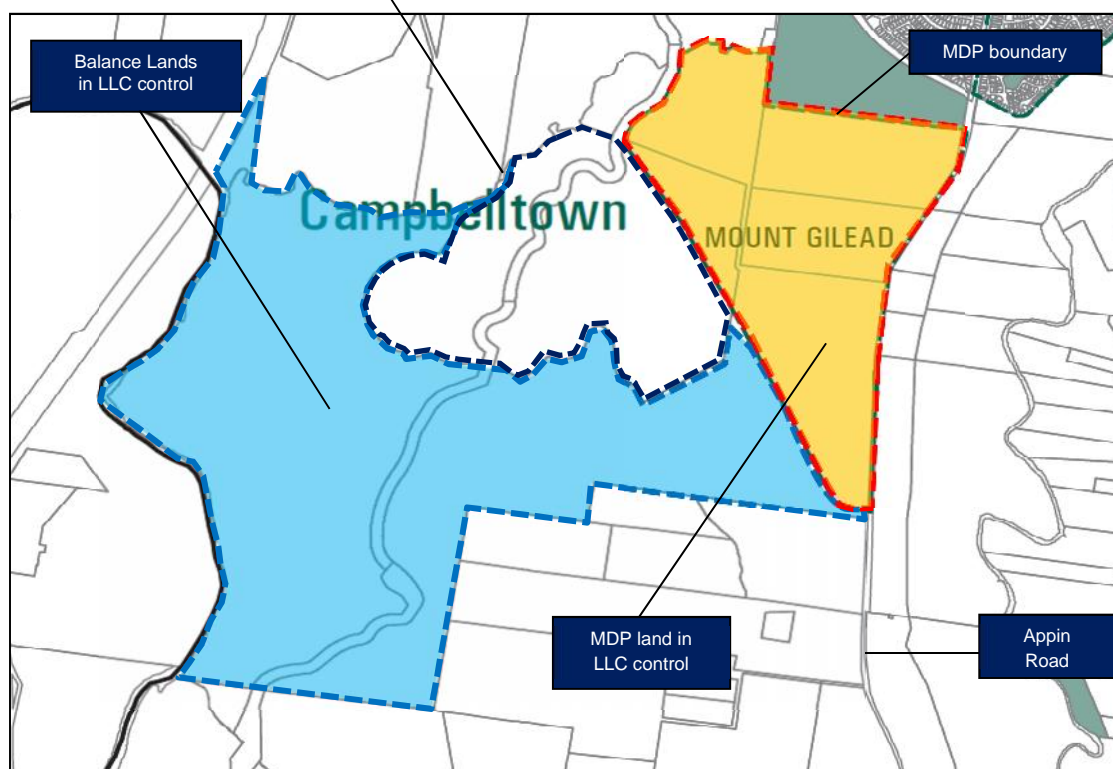 Balance Lands
in LLC control
MDP boundary
Campbelltown
MOUNT GILEAD
MDP land in
LLC control
Appin
Road